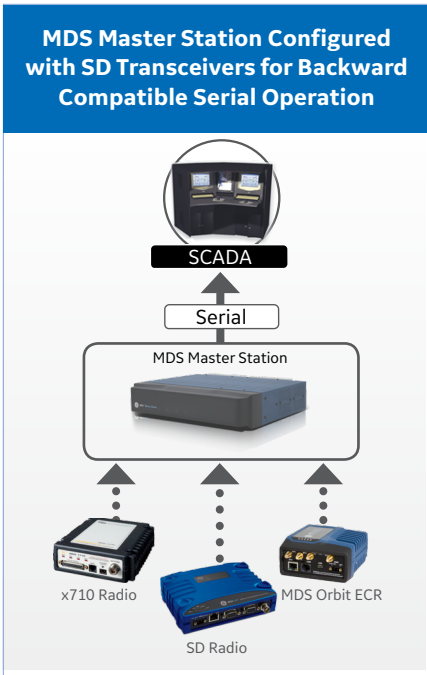 MDS Master Station Configured
with SD Transceivers for Backward
Compatible Serial Operation
SCADA
Serial
MDS Master Station
x710 Radio
MDS Orbit ECR
SD Radio